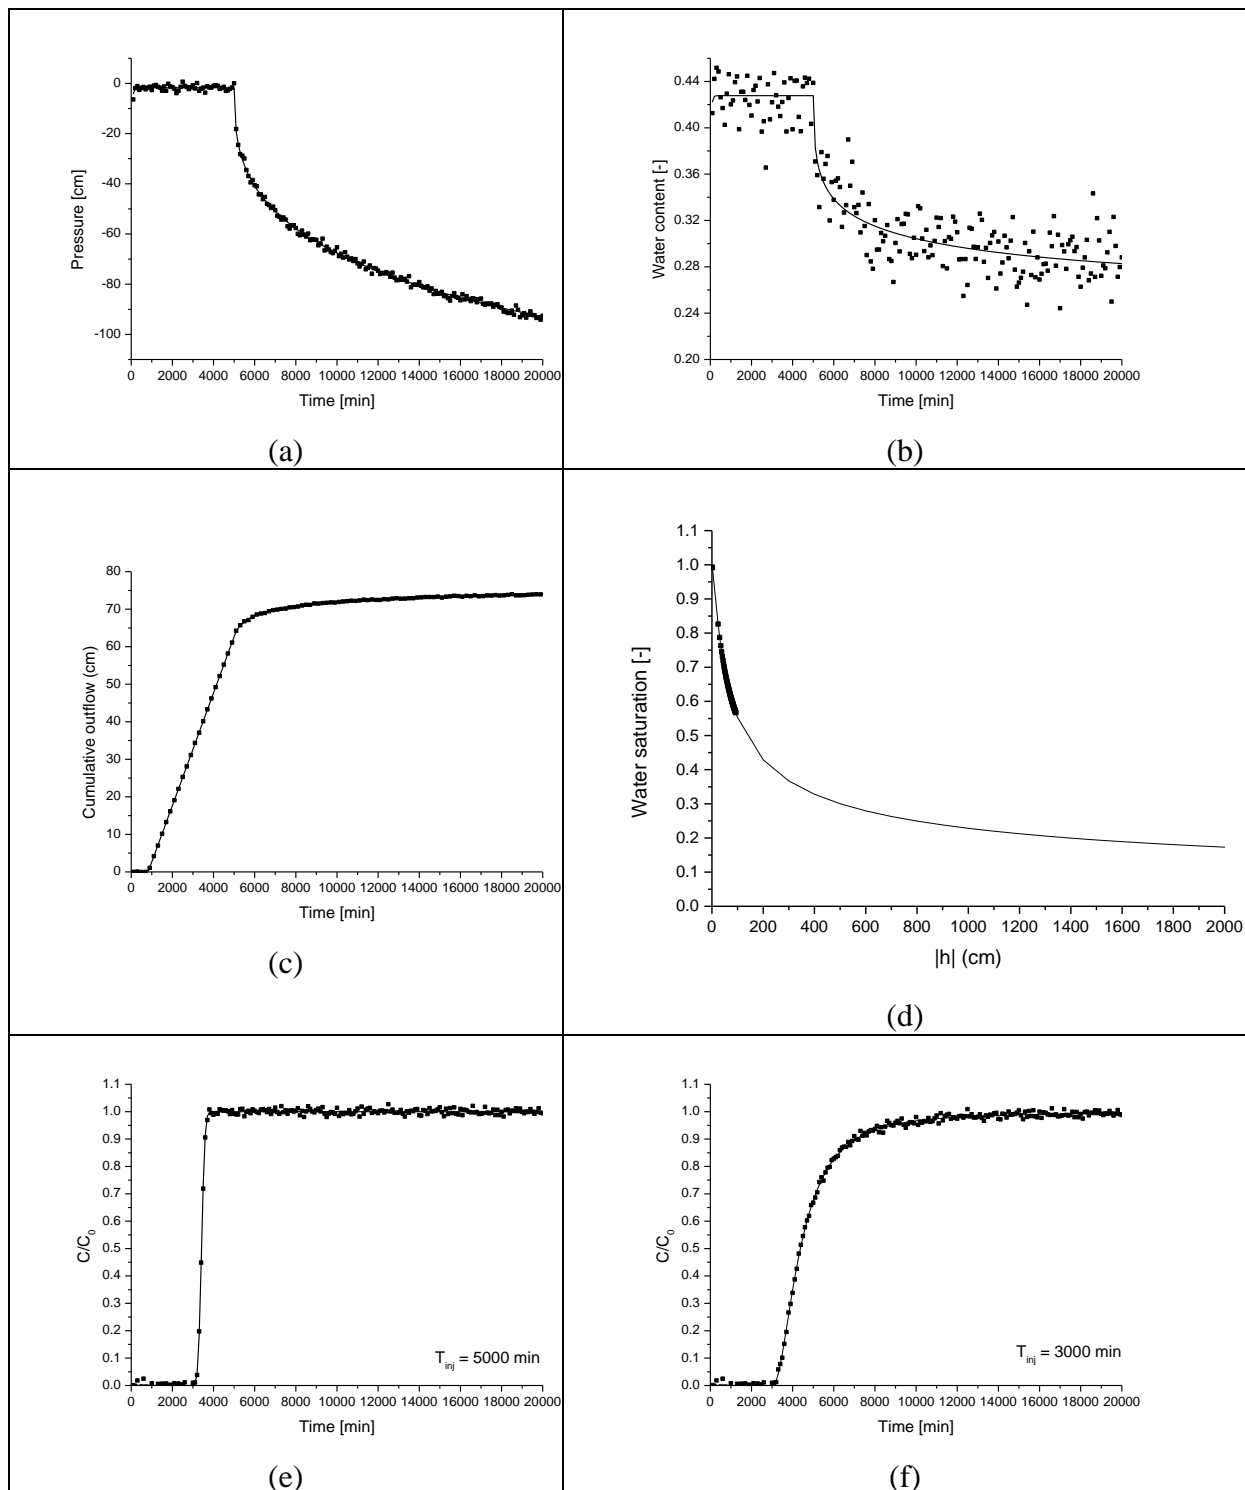 0
-20
-40
-60
-80
-100
Pressure [cm]
0 2000 4000 6000 8000 10000 12000 14000 16000 18000 20000
Time [min]
(a)
0.44
0.40
0.36
0.32
0.28
0.24
0.20
Water content [-]
0 2000 4000 6000 8000 10000 12000 14000 16000 18000 20000
Time [min]
(b)
80
70
60
50
40
30
20
10
0
Cumulative outflow (cm)
0 2000 4000 6000 8000 10000 12000 14000 16000 18000 20000
Time [min]
(c)
1.1
1.0
0.9
0.8
0.7
0.6
0.5
0.4
0.3
0.2
0.1
0.0
Water saturation [-]
0 200 400 600 800 1000 1200 1400 1600 1800 2000
|h| (cm)
(d)
1.1
1.0
0.9
0.8
0.7
0.6
0.5
0.4
0.3
0.2
0.1
0.0
C/C0
T inj = 5000 min
0 2000 4000 6000 8000 10000 12000 14000 16000 18000 20000
Time [min]
(e)
1.1
1.0
0.9
0.8
0.7
0.6
0.5
0.4
0.3
0.2
0.1
0.0
C/C0
T inj = 3000 min
0 2000 4000 6000 8000 10000 12000 14000 16000 18000 20000
Time [min]
(f)